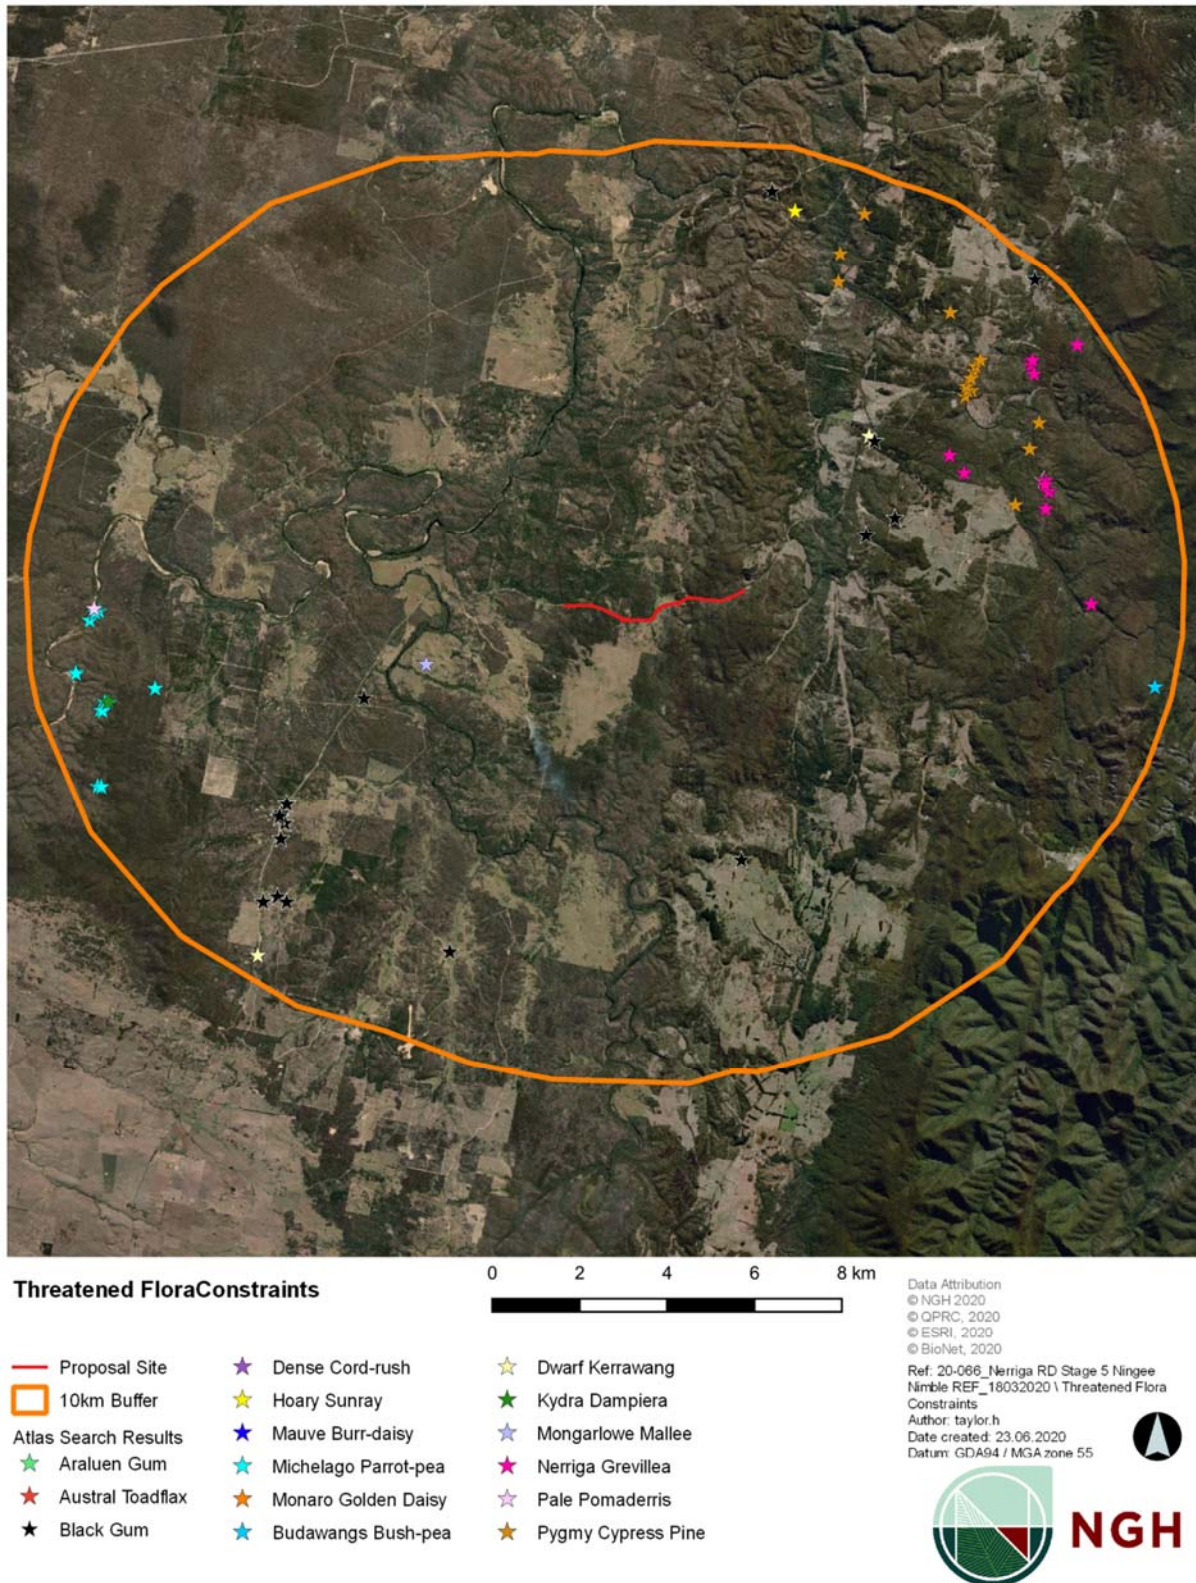 Threatened FloraConstraints
0 2 4 6 8 km
Proposal Site
10km Buffer
Atlas Search Results
Araluen Gum
Austral Toadflax
Black Gum
Dense Cord-rush
Hoary Sunray
Mauve Burr-daisy
Michelago Parrot-pea
Monaro Golden Daisy
Budawangs Bush-pea
Dwarf Kerrawang
Kydra Dampiera
Mongarlowe Mallee
Nerriga Grevillea
Pale Pomaderris
Pygmy Cypress Pine
Data Attribution
© NGH 2020
© QPRC, 2020
© ESRI, 2020
© BioNet, 2020
Ref: 20-066_Nerriga RD Stage 5 Ningee
Nimble REF_18032020 \ Threatened Flora
Constraints
Author: taylor.h
Date created: 23.06.2020
Datum: GDA94 / MGA zone 55
NGH